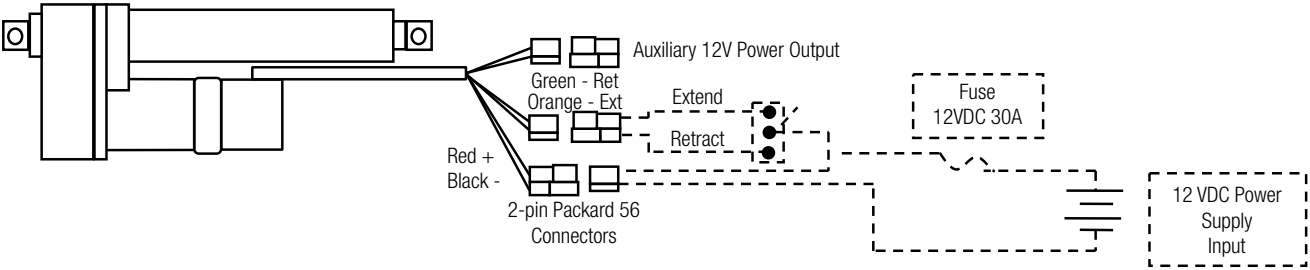 Auxiliary 12V Power Output
Green - Ret
Orange - Ext
Extend
Retract
Fuse
12VDC 30A
Red +
Black -
2-pin Packard 56
Connectors
12 VDC Power
Supply
Input